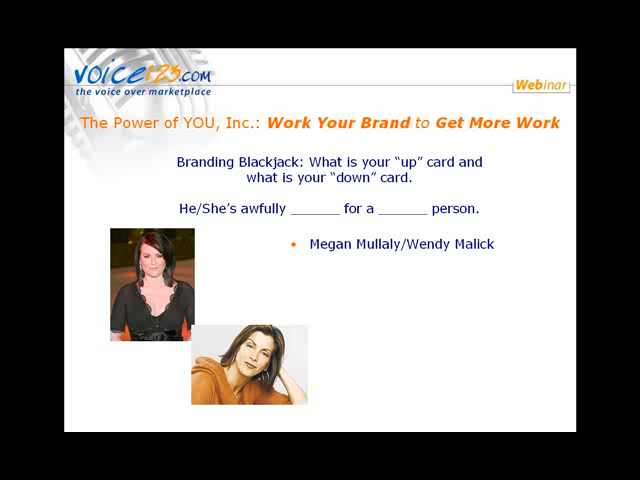 voice123.com
the voice over marketplace
Webinar
The Power of YOU, Inc.: Work Your Brand to Get More Work
Branding Blackjack: What is your “up” card and
what is your “down” card.
He/She’s awfully _______ for a _______ person.
• Megan Mullaly/Wendy Malick